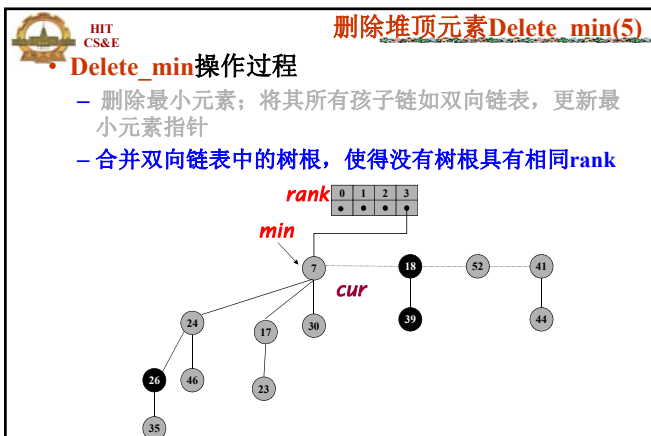 HIT
CS&E
删除堆顶元素Delete_min(5)
• Delete_min操作过程
– 删除最小元素；将其所有孩子链如双向链表，更新最
小元素指针
– 合并双向链表中的树根，使得没有树根具有相同rank
rank 0 1 2 3
min
7 18 52 41
cur
24 17 30 39 44
26 46 23
35